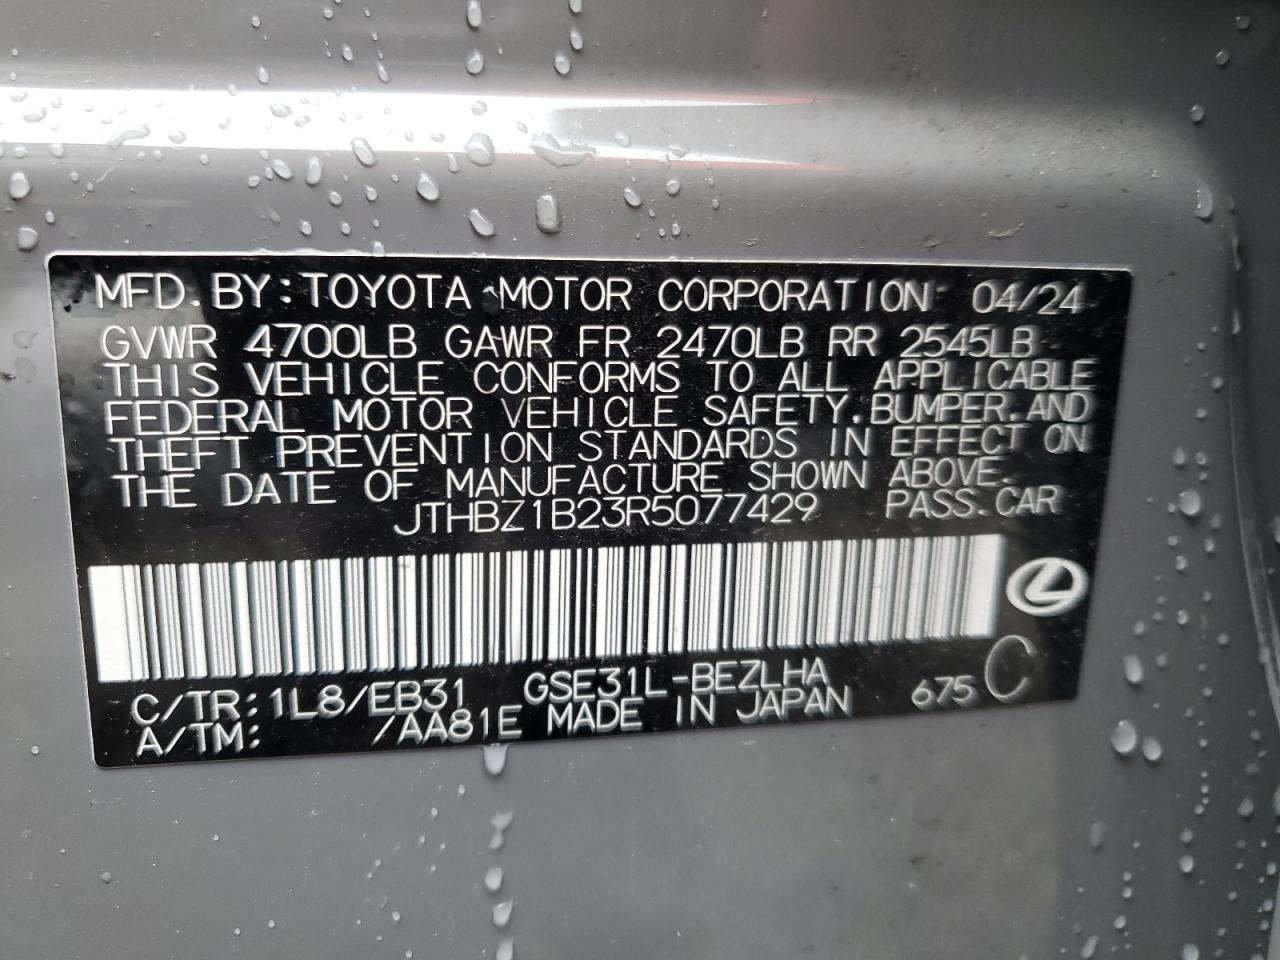 MFD.BY:TOYOTA MOTOR CORPORATION 04/24
GVWR 4700LB GAWR FR 2470LB RR 2545LB
THIS VEHICLE CONFORMS TO ALL APPLICABLE
FEDERAL MOTOR VEHICLE SAFETY,BUMPER,AND
THEFT PREVENTION STANDARDS IN EFFECT ON
THE DATE OF MANUFACTURE SHOWN ABOVE.
JTHBZ1B23R5077429 PASS.CAR
C/TR:1L8/EB31 GSE31L-BEZLHA
A/TM: /AA81E MADE IN JAPAN 675 C